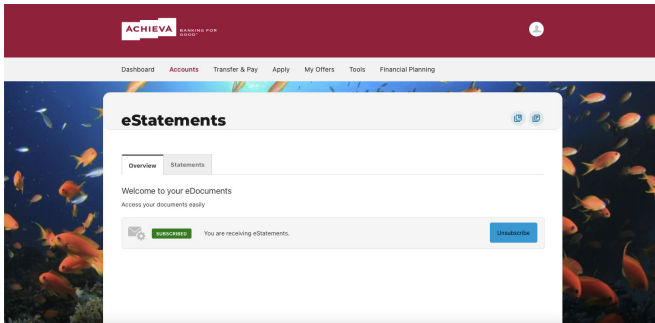 ACHIEVA BANKING FOR
GOOD
Dashboard Accounts Transfer & Pay Apply My Offers Tools Financial Planning
eStatements
Overview Statements
Welcome to your eDocuments
Access your documents easily
SUBSCRIBED You are receiving eStatements. Unsubscribe